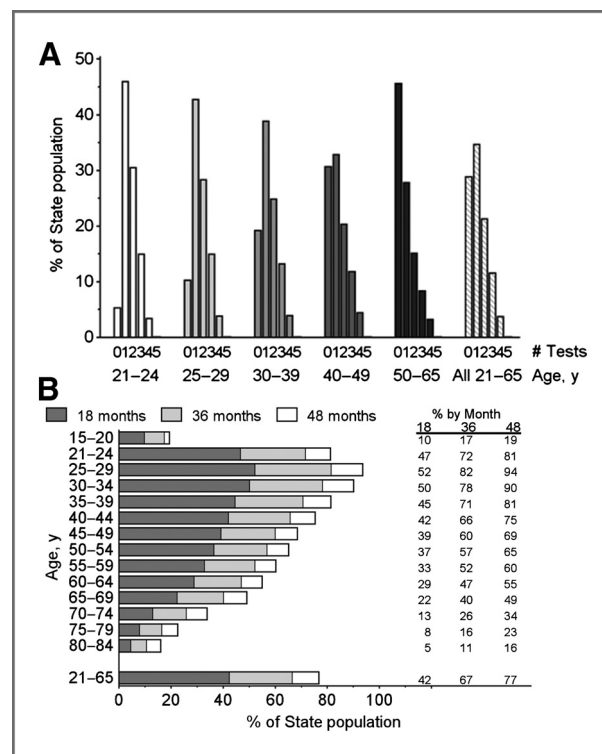 A
50
40
30
20
10
0
% of State population
012345 012345 012345 012345 012345 012345 # Tests
21–24 25–29 30–39 40–49 50–65 All 21–65 Age, y
B
18 months 36 months 48 months
% by Month
18 36 48
15–20 10 17 19
21–24 47 72 81
25–29 52 82 94
30–34 50 78 90
35–39 45 71 81
40–44 42 66 75
45–49 39 60 69
50–54 37 57 65
55–59 33 52 60
60–64 29 47 55
65–69 22 40 49
70–74 13 26 34
75–79 8 16 23
80–84 5 11 16
21–65 42 67 77
Age, y
0 20 40 60 80 100
% of State population